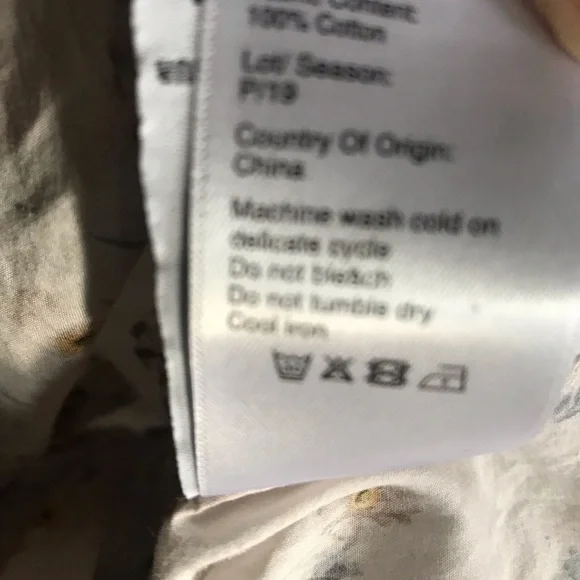 Content:
100% Cotton
Lot/ Season:
P/19
Country Of Origin:
China
Machine wash cold on
delicate cycle
Do not bleach
Do not tumble dry
Cool iron